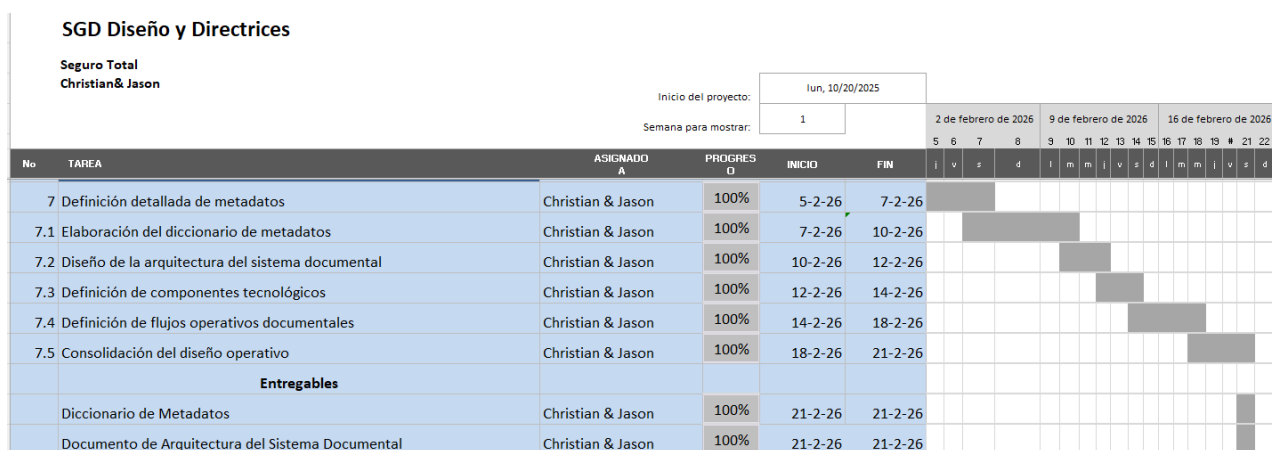 SGD Diseño y Directrices
Seguro Total
Christian& Jason
Inicio del proyecto: lun, 10/20/2025
Semana para mostrar: 1
2 de febrero de 2026 9 de febrero de 2026 16 de febrero de 2026
5 6 7 8 9 10 11 12 13 14 15 16 17 18 19 # 21 22
No TAREA ASIGNADO A PROGRESO INICIO FIN j v s d l m m j v s d l m m j v s d
7 Definición detallada de metadatos Christian & Jason 100% 5-2-26 7-2-26
7.1 Elaboración del diccionario de metadatos Christian & Jason 100% 7-2-26 10-2-26
7.2 Diseño de la arquitectura del sistema documental Christian & Jason 100% 10-2-26 12-2-26
7.3 Definición de componentes tecnológicos Christian & Jason 100% 12-2-26 14-2-26
7.4 Definición de flujos operativos documentales Christian & Jason 100% 14-2-26 18-2-26
7.5 Consolidación del diseño operativo Christian & Jason 100% 18-2-26 21-2-26
Entregables
Diccionario de Metadatos Christian & Jason 100% 21-2-26 21-2-26
Documento de Arquitectura del Sistema Documental Christian & Jason 100% 21-2-26 21-2-26